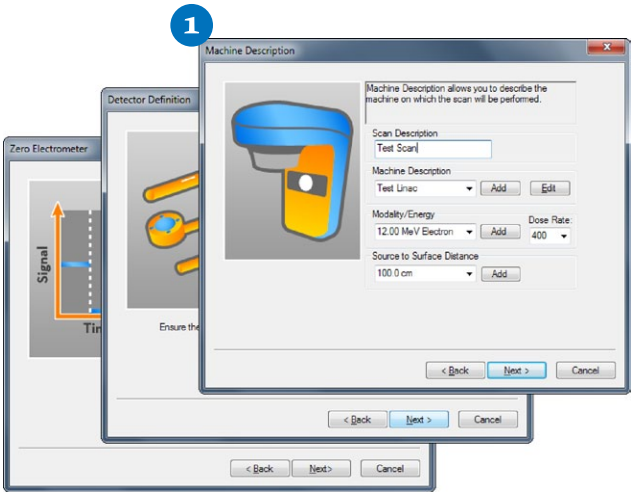 1
Machine Description
Machine Description allows you to describe the
machine on which the scan will be performed.
Scan Description
Test Scan
Machine Description
Test Linac
Add
Edit
Modality/Energy
Dose Rate:
12.00 MeV Electron
Add
400
Source to Surface Distance
100.0 cm
Add
< Back
Next >
Cancel
Detector Definition
Ensure the
< Back
Next >
Cancel
Zero Electrometer
Signal
< Back
Next>
Cancel